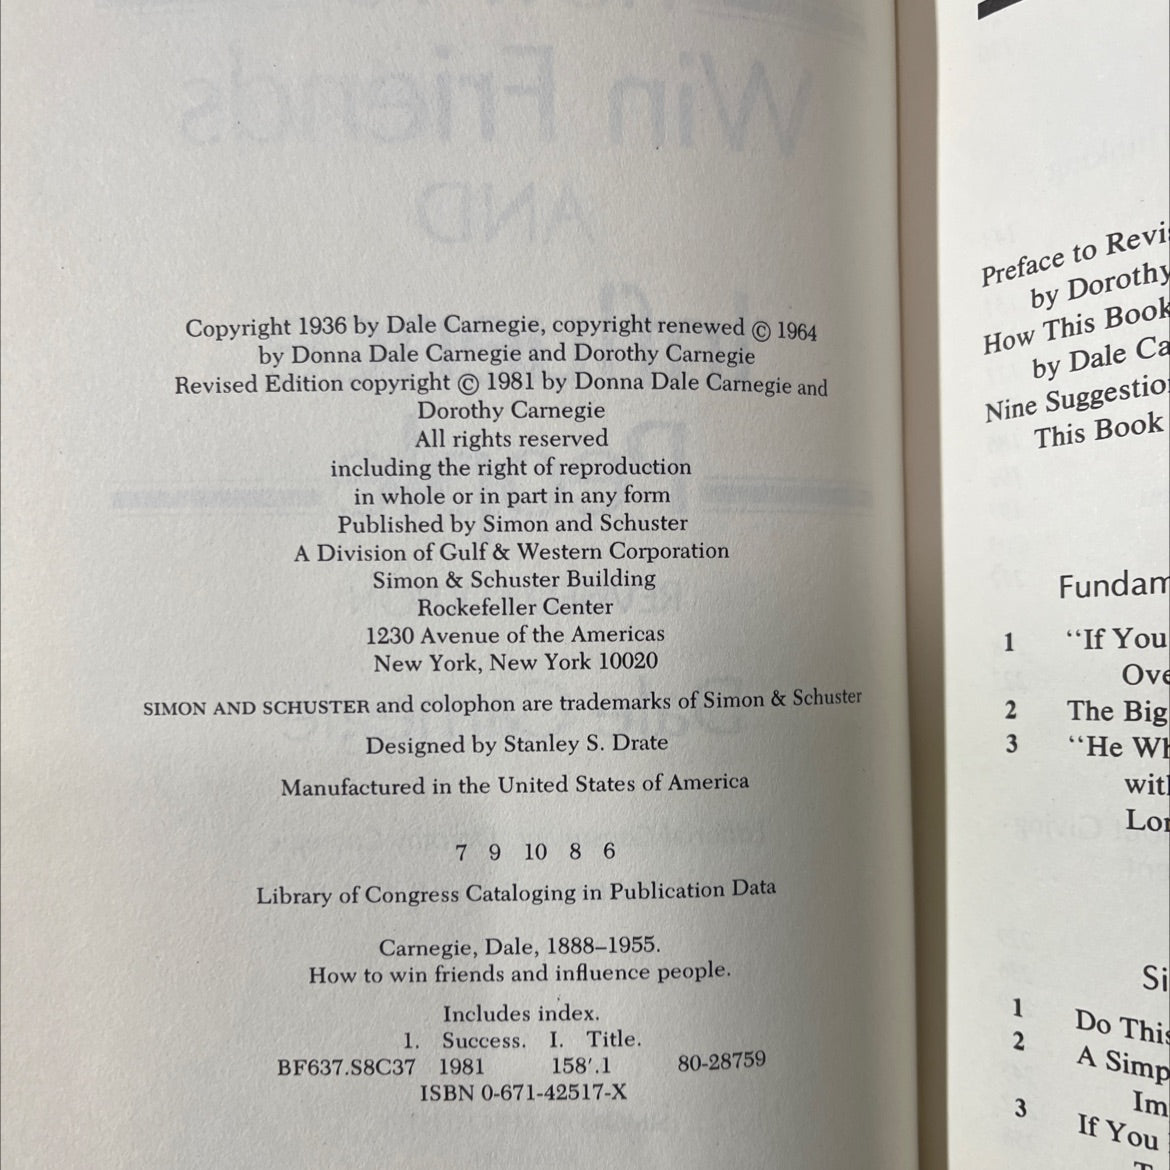 Copyright 1936 by Dale Carnegie, copyright renewed © 1964
by Donna Dale Carnegie and Dorothy Carnegie
Revised Edition copyright © 1981 by Donna Dale Carnegie and
Dorothy Carnegie
All rights reserved
including the right of reproduction
in whole or in part in any form
Published by Simon and Schuster
A Division of Gulf & Western Corporation
Simon & Schuster Building
Rockefeller Center
1230 Avenue of the Americas
New York, New York 10020
SIMON AND SCHUSTER and colophon are trademarks of Simon & Schuster
Designed by Stanley S. Drate
Manufactured in the United States of America
7 9 10 8 6
Library of Congress Cataloging in Publication Data
Carnegie, Dale, 1888–1955.
How to win friends and influence people.
Includes index.
1. Success. I. Title.
BF637.S8C37 1981 158′.1 80-28759
ISBN 0-671-42517-X
Preface to Revis
by Dorothy
How This Book
by Dale Ca
Nine Suggestion
This Book
Fundam
1 “If You
Ove
2 The Big
3 “He Wh
with
Lon
Si
1 Do This
2 A Simp
Im
3 If You